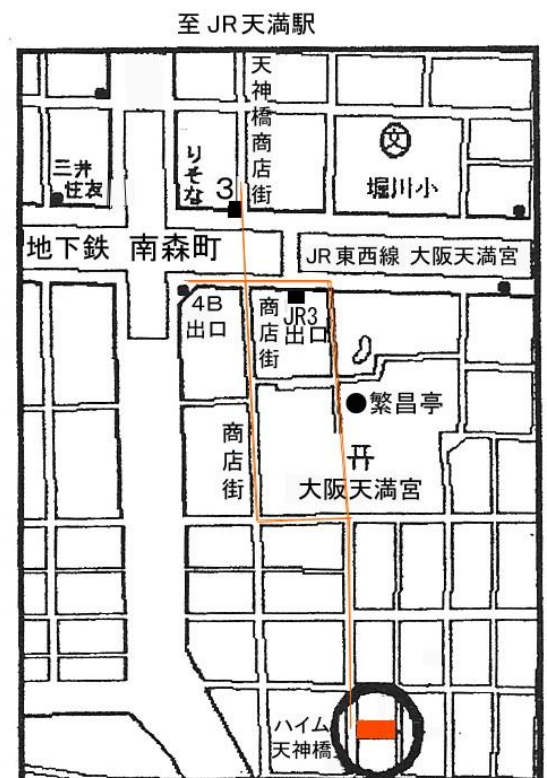 至 JR天満駅
天神橋商店街
三井
住友
りそな
3
文
堀川小
地下鉄 南森町
JR東西線 大阪天満宮
4B
出口
商店街
JR3
出口
繁昌亭
商店街
大阪天満宮
ハイム
天神橋